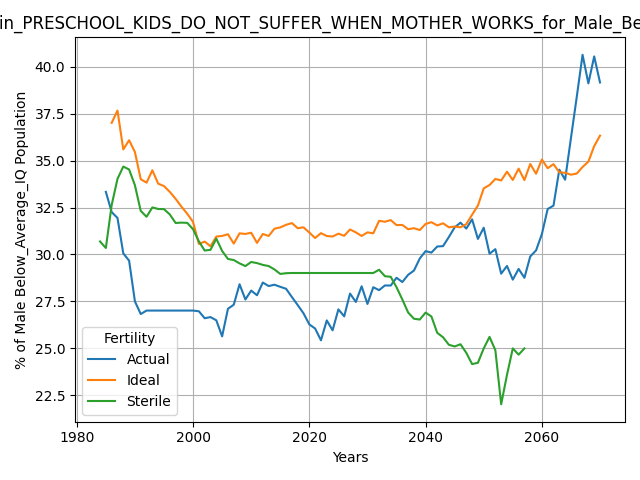 in_PRESCHOOL_KIDS_DO_NOT_SUFFER_WHEN_MOTHER_WORKS_for_Male_Be
% of Male Below_Average_IQ Population
40.0
37.5
35.0
32.5
30.0
27.5
25.0
22.5
Fertility
Actual
Ideal
Sterile
1980
2000
2020
2040
2060
Years